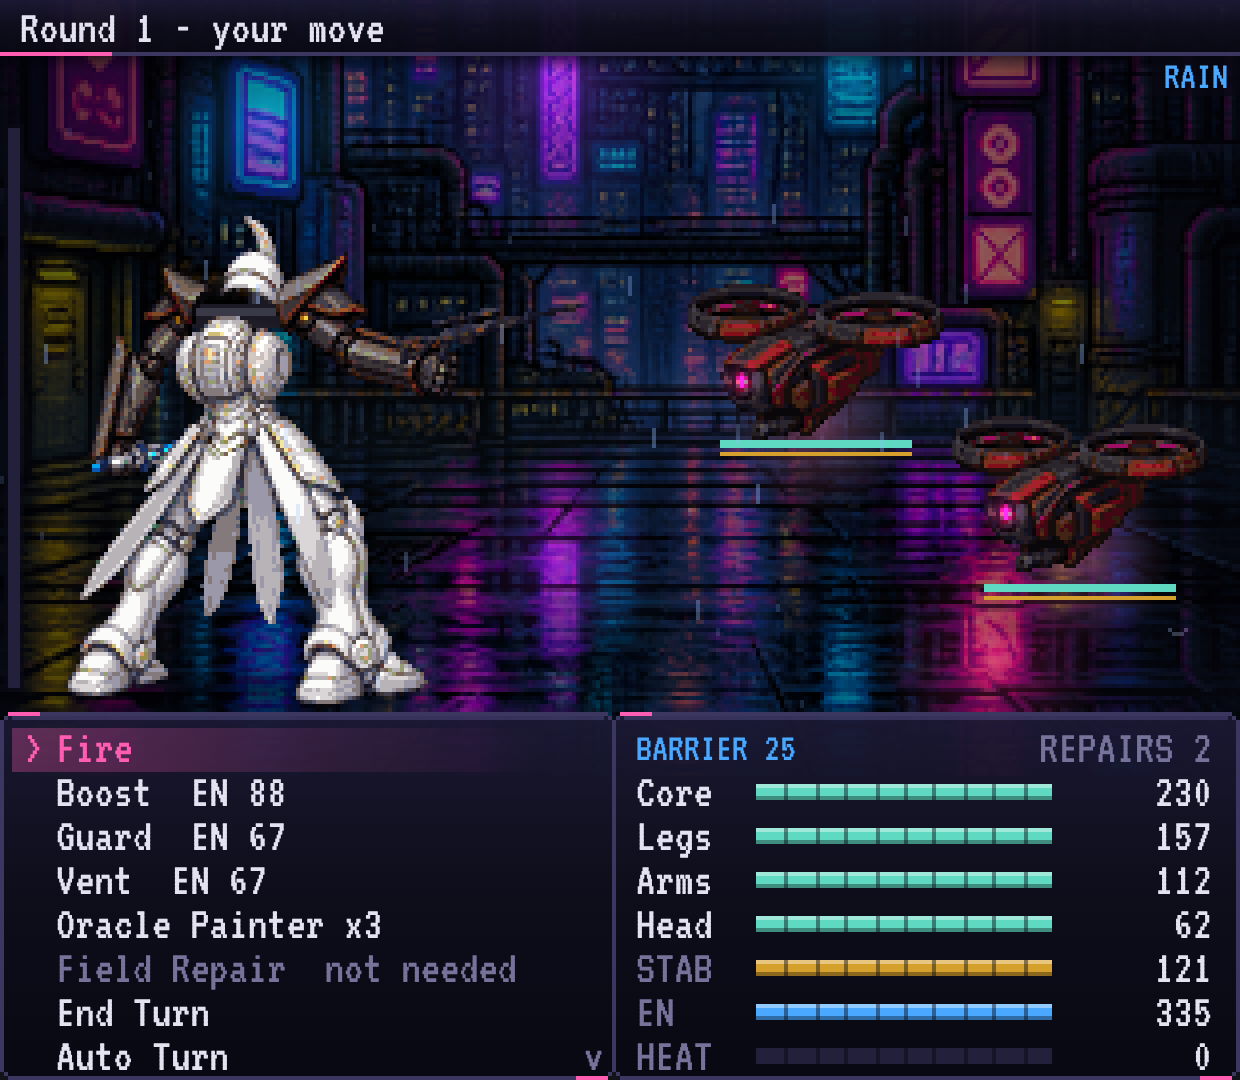 Round 1 - your move
RAIN
> Fire
Boost EN 88
Guard EN 67
Vent EN 67
Oracle Painter x3
Field Repair not needed
End Turn
Auto Turn
v
BARRIER 25 REPAIRS 2
Core 230
Legs 157
Arms 112
Head 62
STAB 121
EN 335
HEAT 0